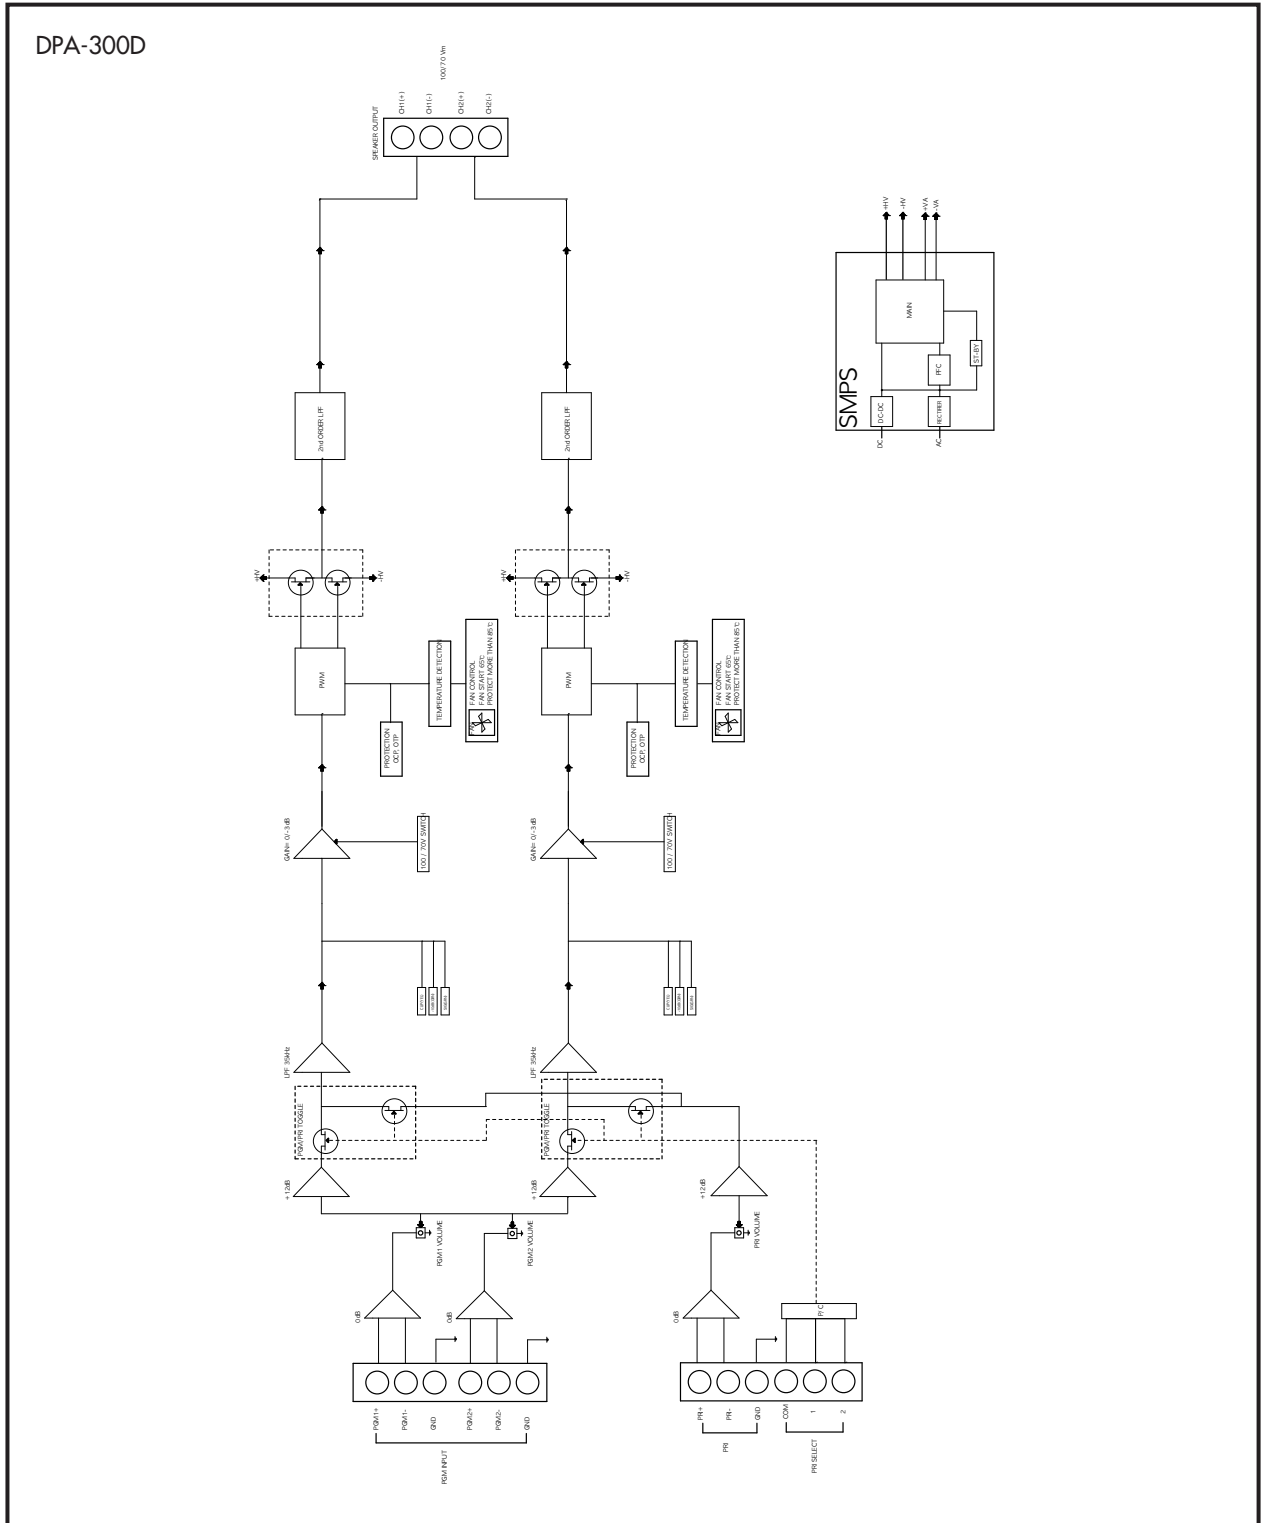 DPA-300D
100/70 Vrn
SPEAKER OUTPUT
CH1(+)
CH1(-)
CH2(+)
CH2(-)
+HV
-HV
+VA
-VA
SMPS
MAIN
PFC
ST-BY
DC-DC
RECTIFIER
DC
AC
2nd ORDER LPF
2nd ORDER LPF
+HV
-HV
+HV
-HV
PWM
TEMPERATURE DETECTION
FAN
FAN CONTROL
FAN START 65℃
PROTECT MORE THAN 85℃
PROTECTION
OCP, OTP
PWM
TEMPERATURE DETECTION
FAN
FAN CONTROL
FAN START 65℃
PROTECT MORE THAN 85℃
PROTECTION
OCP, OTP
GAIN= 0/-3dB
100 / 70V SWITCH
GAIN= 0/-3dB
100 / 70V SWITCH
LPF 35kHz
LPF 35kHz
PGM/PRI TOGGLE
PGM/PRI TOGGLE
+12dB
+12dB
+12dB
PGM1 VOLUME
PGM2 VOLUME
PRI VOLUME
0dB
0dB
0dB
P/C
PGM1+
PGM1-
GND
PGM2+
PGM2-
GND
PGM INPUT
PRI+
PRI-
GND
COM
1
2
PRI
PRI SELECT